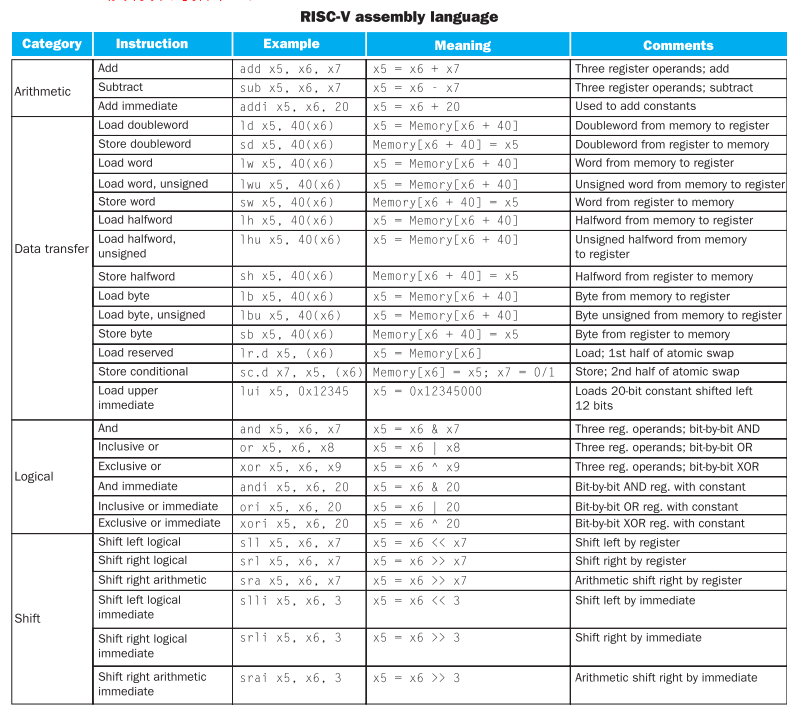 RISC-V assembly language
Category Instruction Example Meaning Comments
Arithmetic
Add add x5, x6, x7 x5 = x6 + x7 Three register operands; add
Subtract sub x5, x6, x7 x5 = x6 - x7 Three register operands; subtract
Add immediate addi x5, x6, 20 x5 = x6 + 20 Used to add constants
Data transfer
Load doubleword ld x5, 40(x6) x5 = Memory[x6 + 40] Doubleword from memory to register
Store doubleword sd x5, 40(x6) Memory[x6 + 40] = x5 Doubleword from register to memory
Load word lw x5, 40(x6) x5 = Memory[x6 + 40] Word from memory to register
Load word, unsigned lwu x5, 40(x6) x5 = Memory[x6 + 40] Unsigned word from memory to register
Store word sw x5, 40(x6) Memory[x6 + 40] = x5 Word from register to memory
Load halfword lh x5, 40(x6) x5 = Memory[x6 + 40] Halfword from memory to register
Load halfword, lhu x5, 40(x6) x5 = Memory[x6 + 40] Unsigned halfword from memory
unsigned to register
Store halfword sh x5, 40(x6) Memory[x6 + 40] = x5 Halfword from register to memory
Load byte lb x5, 40(x6) x5 = Memory[x6 + 40] Byte from memory to register
Load byte, unsigned lbu x5, 40(x6) x5 = Memory[x6 + 40] Byte unsigned from memory to register
Store byte sb x5, 40(x6) Memory[x6 + 40] = x5 Byte from register to memory
Load reserved lr.d x5, (x6) x5 = Memory[x6] Load; 1st half of atomic swap
Store conditional sc.d x7, x5, (x6) Memory[x6] = x5; x7 = 0/1 Store; 2nd half of atomic swap
Load upper lui x5, 0x12345 x5 = 0x12345000 Loads 20-bit constant shifted left
immediate 12 bits
Logical
And and x5, x6, x7 x5 = x6 & x7 Three reg. operands; bit-by-bit AND
Inclusive or or x5, x6, x8 x5 = x6 | x8 Three reg. operands; bit-by-bit OR
Exclusive or xor x5, x6, x9 x5 = x6 ^ x9 Three reg. operands; bit-by-bit XOR
And immediate andi x5, x6, 20 x5 = x6 & 20 Bit-by-bit AND reg. with constant
Inclusive or immediate ori x5, x6, 20 x5 = x6 | 20 Bit-by-bit OR reg. with constant
Exclusive or immediate xori x5, x6, 20 x5 = x6 ^ 20 Bit-by-bit XOR reg. with constant
Shift
Shift left logical sll x5, x6, x7 x5 = x6 << x7 Shift left by register
Shift right logical srl x5, x6, x7 x5 = x6 >> x7 Shift right by register
Shift right arithmetic sra x5, x6, x7 x5 = x6 >> x7 Arithmetic shift right by register
Shift left logical slli x5, x6, 3 x5 = x6 << 3 Shift left by immediate
immediate
Shift right logical srli x5, x6, 3 x5 = x6 >> 3 Shift right by immediate
immediate
Shift right arithmetic srai x5, x6, 3 x5 = x6 >> 3 Arithmetic shift right by immediate
immediate